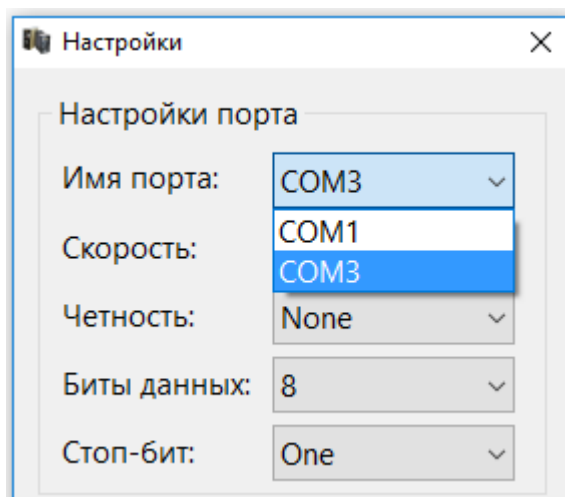 Настройки
Настройки порта
Имя порта: COM3
COM1
Скорость:
COM3
Четность: None
Биты данных: 8
Стоп-бит: One